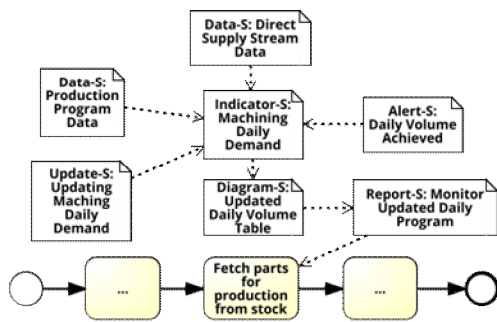 Data-S: Direct
Supply Stream
Data
Data-S:
Production
Program
Data
Indicator-S:
Machining
Daily
Demand
Alert-S:
Daily Volume
Achieved
Update-S:
Updating
Maching
Daily
Demand
Diagram-S:
Updated
Daily Volume
Table
Report-S: Monitor
Updated Daily
Program
...
Fetch parts
for
production
from stock
...